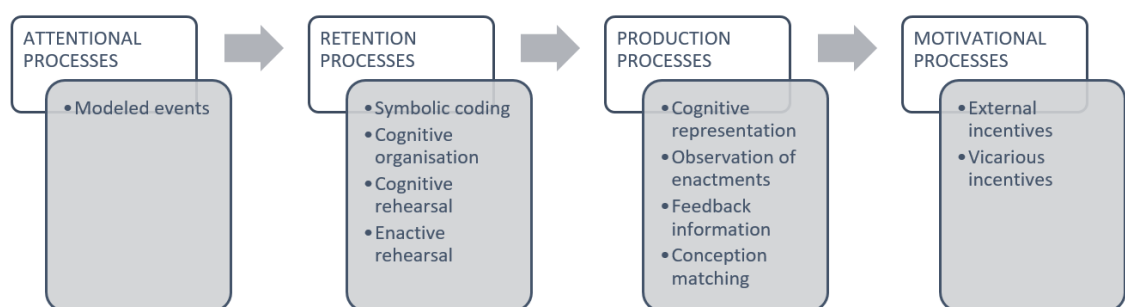 ATTENTIONAL
PROCESSES
• Modeled events
RETENTION
PROCESSES
• Symbolic coding
• Cognitive
organisation
• Cognitive
rehearsal
• Enactive
rehearsal
PRODUCTION
PROCESSES
• Cognitive
representation
• Observation of
enactments
• Feedback
information
• Conception
matching
MOTIVATIONAL
PROCESSES
• External
incentives
• Vicarious
incentives